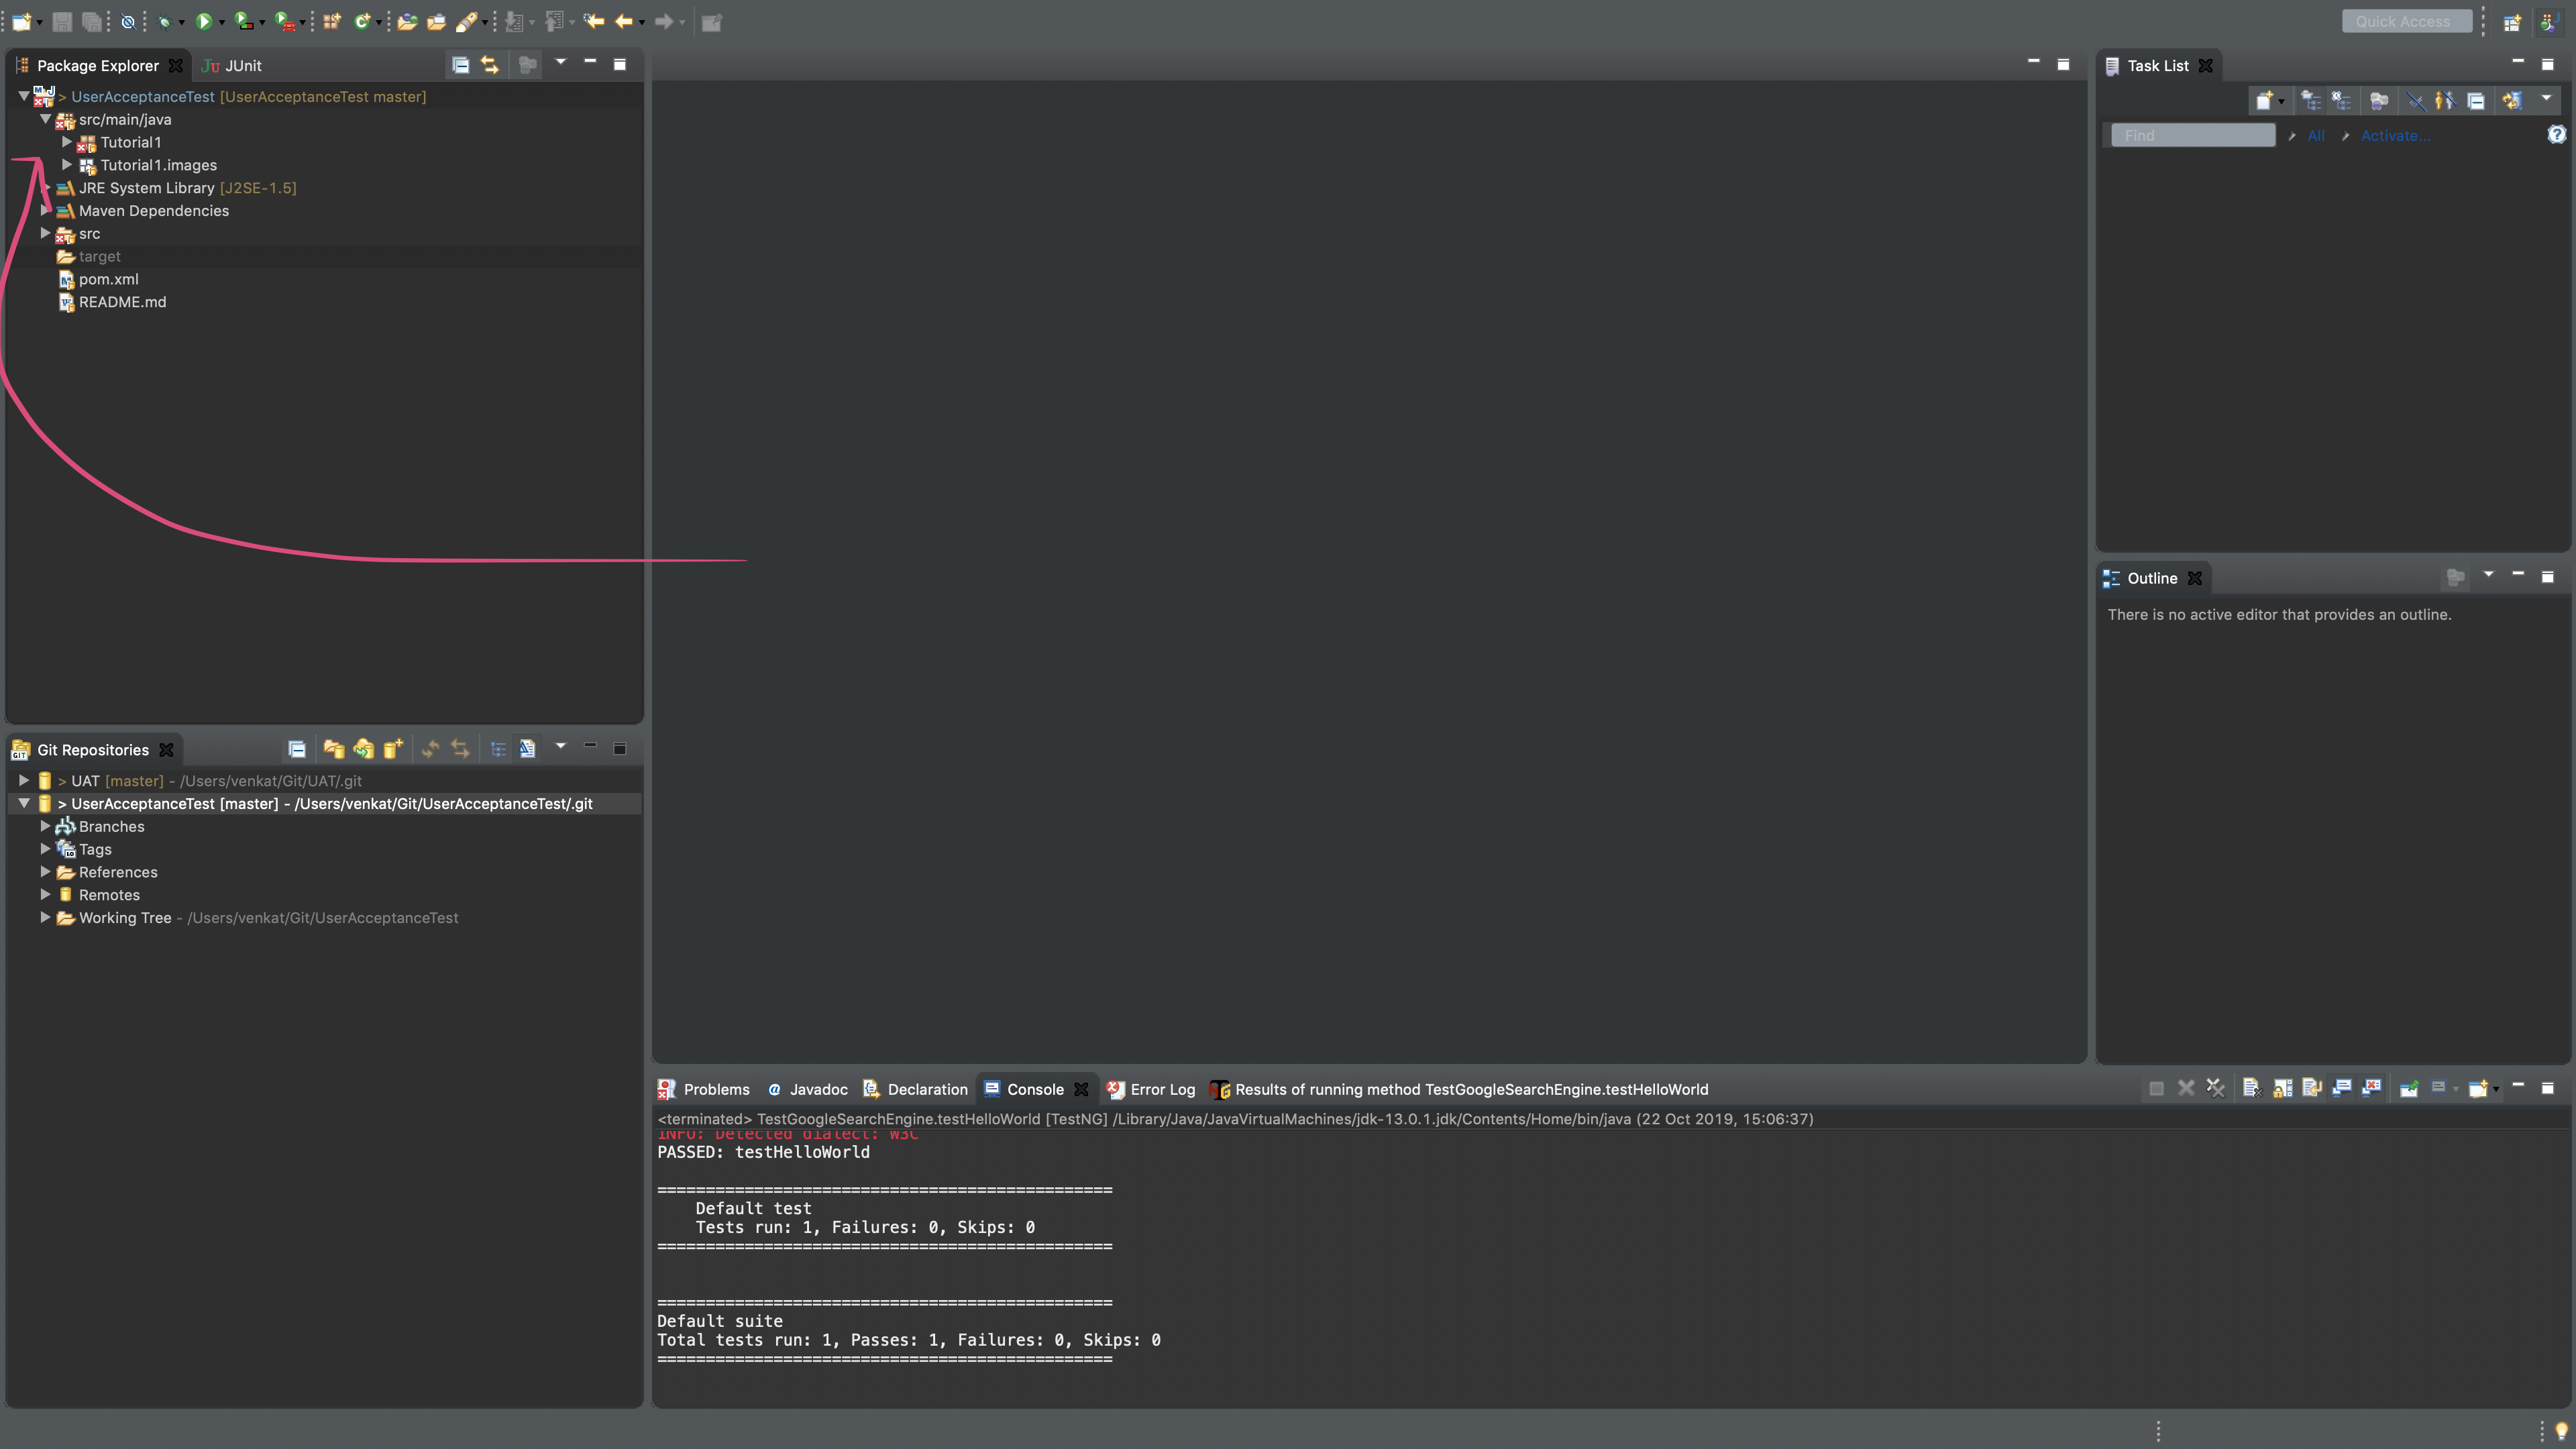 Quick Access
Package Explorer
JUnit
> UserAcceptanceTest [UserAcceptanceTest master]
src/main/java
Tutorial1
Tutorial1.images
JRE System Library [J2SE-1.5]
Maven Dependencies
src
target
pom.xml
README.md
Task List
Find
All
Activate...
Outline
There is no active editor that provides an outline.
Git Repositories
> UAT [master] - /Users/venkat/Git/UAT/.git
> UserAcceptanceTest [master] - /Users/venkat/Git/UserAcceptanceTest/.git
Branches
Tags
References
Remotes
Working Tree - /Users/venkat/Git/UserAcceptanceTest
Problems
@ Javadoc
Declaration
Console
Error Log
Results of running method TestGoogleSearchEngine.testHelloWorld
<terminated> TestGoogleSearchEngine.testHelloWorld [TestNG] /Library/Java/JavaVirtualMachines/jdk-13.0.1.jdk/Contents/Home/bin/java (22 Oct 2019, 15:06:37)
INFO: Detected dialect: W3C
PASSED: testHelloWorld
===============================================
Default test
Tests run: 1, Failures: 0, Skips: 0
===============================================
===============================================
Default suite
Total tests run: 1, Passes: 1, Failures: 0, Skips: 0
===============================================